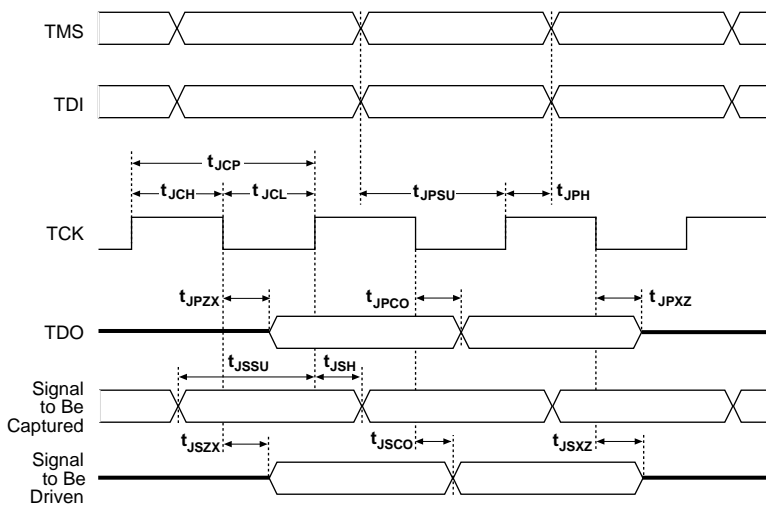 TMS
TDI
tJCP
tJCH
tJCL
tJPSU
tJPH
TCK
tJPZX
tJPCO
tJPXZ
TDO
tJSSU
tJSH
Signal
to Be
Captured
tJSZX
tJSCO
tJSXZ
Signal
to Be
Driven